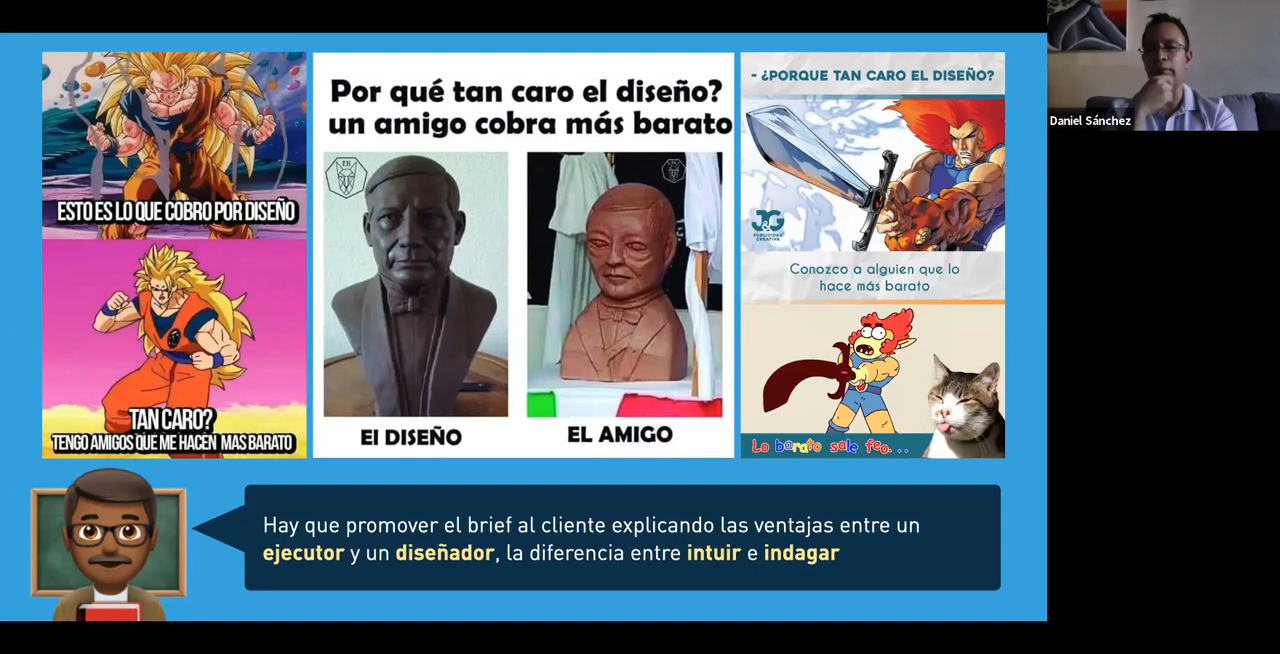 ESTO ES LO QUE COBRO POR DISEÑO
TAN CARO?
TENGO AMIGOS QUE ME HACEN MAS BARATO
Por qué tan caro el diseño?
un amigo cobra más barato
El DISEÑO
EL AMIGO
- ¿PORQUE TAN CARO EL DISEÑO?
J&G
PUBLICIDAD
CREATIVA
Conozco a alguien que lo
hace más barato
Lo barato sale feo. . .
Hay que promover el brief al cliente explicando las ventajas entre un
ejecutor y un diseñador, la diferencia entre intuir e indagar
Daniel Sánchez